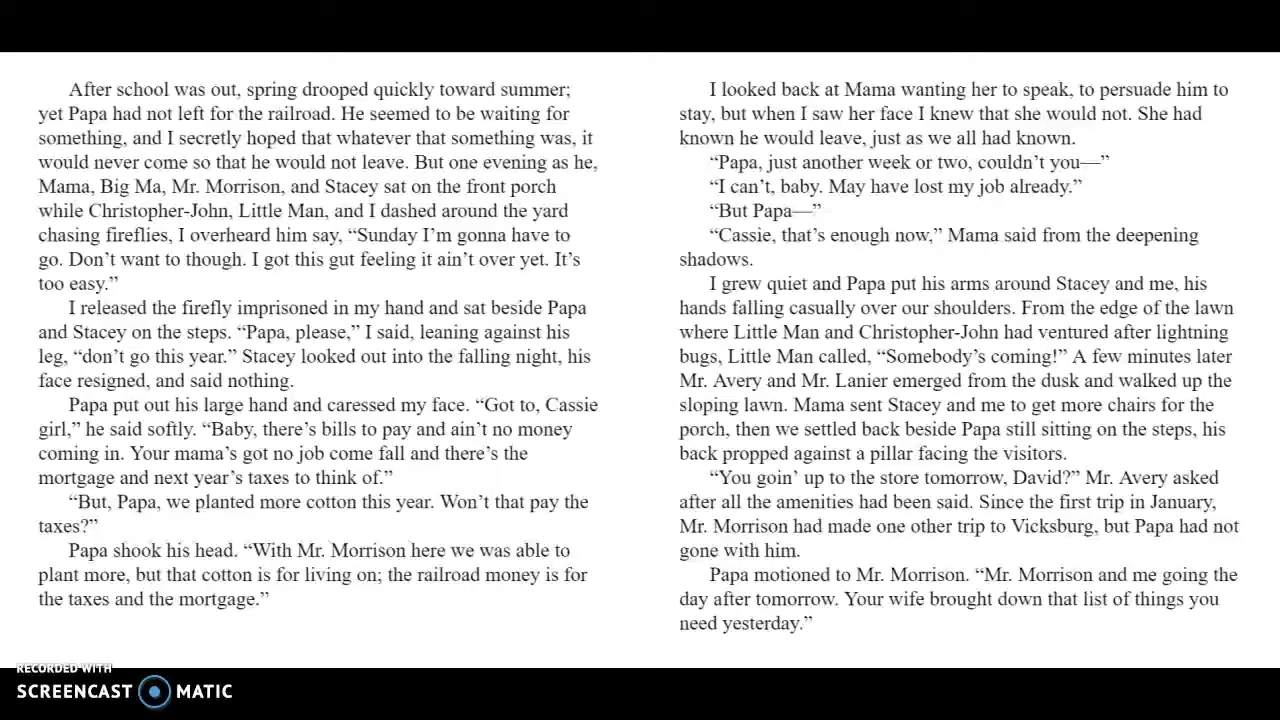 After school was out, spring drooped quickly toward summer;
yet Papa had not left for the railroad. He seemed to be waiting for
something, and I secretly hoped that whatever that something was, it
would never come so that he would not leave. But one evening as he,
Mama, Big Ma, Mr. Morrison, and Stacey sat on the front porch
while Christopher-John, Little Man, and I dashed around the yard
chasing fireflies, I overheard him say, “Sunday I’m gonna have to
go. Don’t want to though. I got this gut feeling it ain’t over yet. It’s
too easy.”
I released the firefly imprisoned in my hand and sat beside Papa
and Stacey on the steps. “Papa, please,” I said, leaning against his
leg, “don’t go this year.” Stacey looked out into the falling night, his
face resigned, and said nothing.
Papa put out his large hand and caressed my face. “Got to, Cassie
girl,” he said softly. “Baby, there’s bills to pay and ain’t no money
coming in. Your mama’s got no job come fall and there’s the
mortgage and next year’s taxes to think of.”
“But, Papa, we planted more cotton this year. Won’t that pay the
taxes?”
Papa shook his head. “With Mr. Morrison here we was able to
plant more, but that cotton is for living on; the railroad money is for
the taxes and the mortgage.”
I looked back at Mama wanting her to speak, to persuade him to
stay, but when I saw her face I knew that she would not. She had
known he would leave, just as we all had known.
“Papa, just another week or two, couldn’t you—”
“I can’t, baby. May have lost my job already.”
“But Papa—”
“Cassie, that’s enough now,” Mama said from the deepening
shadows.
I grew quiet and Papa put his arms around Stacey and me, his
hands falling casually over our shoulders. From the edge of the lawn
where Little Man and Christopher-John had ventured after lightning
bugs, Little Man called, “Somebody’s coming!” A few minutes later
Mr. Avery and Mr. Lanier emerged from the dusk and walked up the
sloping lawn. Mama sent Stacey and me to get more chairs for the
porch, then we settled back beside Papa still sitting on the steps, his
back propped against a pillar facing the visitors.
“You goin’ up to the store tomorrow, David?” Mr. Avery asked
after all the amenities had been said. Since the first trip in January,
Mr. Morrison had made one other trip to Vicksburg, but Papa had not
gone with him.
Papa motioned to Mr. Morrison. “Mr. Morrison and me going the
day after tomorrow. Your wife brought down that list of things you
need yesterday.”
RECORDED WITH
SCREENCAST MATIC